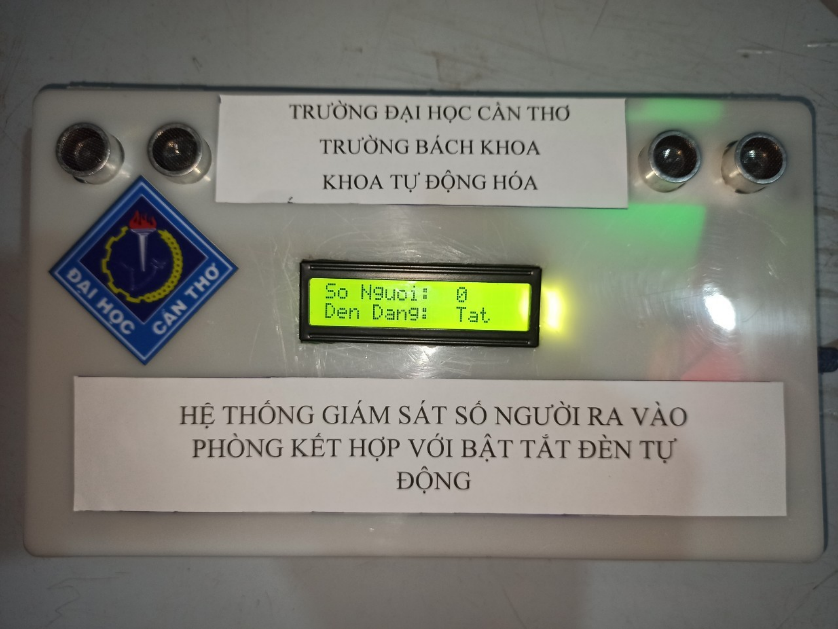 TRƯỜNG ĐẠI HỌC CẦN THƠ
TRƯỜNG BÁCH KHOA
KHOA TỰ ĐỘNG HÓA
ĐẠI HỌC CẦN THƠ
So Nguoi: 0
Den Dang: Tat
HỆ THỐNG GIÁM SÁT SỐ NGƯỜI RA VÀO
PHÒNG KẾT HỢP VỚI BẬT TẮT ĐÈN TỰ
ĐỘNG